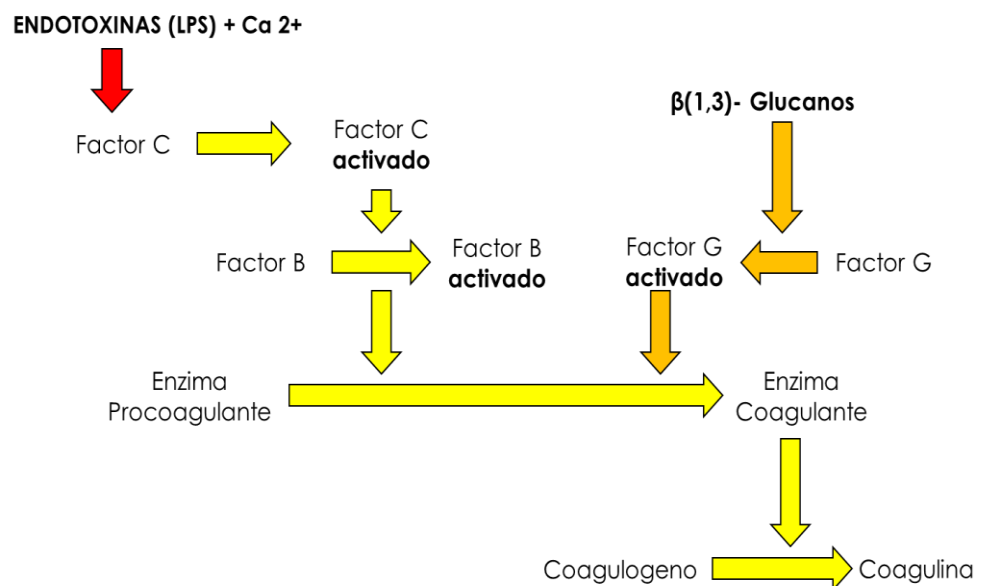 ENDOTOXINAS (LPS) + Ca 2+
β(1,3)- Glucanos
Factor C
Factor C
activado
Factor B
Factor B
activado
Factor G
activado
Factor G
Enzima
Procoagulante
Enzima
Coagulante
Coagulogeno
Coagulina